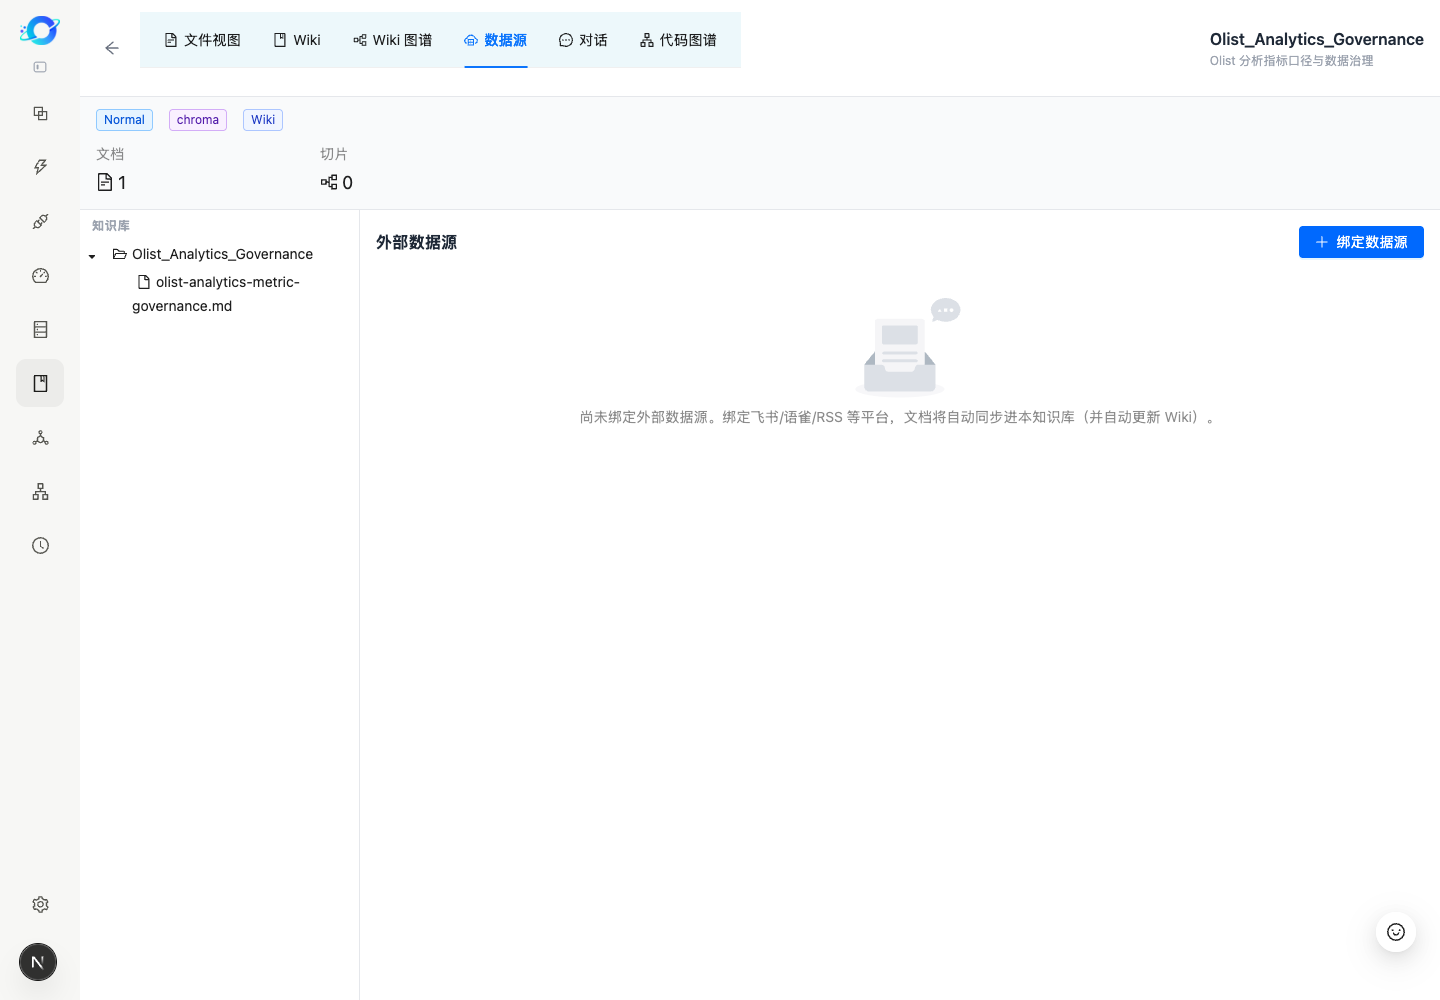 文件视图
Wiki
Wiki 图谱
数据源
对话
代码图谱
Olist_Analytics_Governance
Olist 分析指标口径与数据治理
Normal
chroma
Wiki
文档
切片
1
0
知识库
Olist_Analytics_Governance
olist-analytics-metric-
governance.md
外部数据源
绑定数据源
尚未绑定外部数据源。绑定飞书/语雀/RSS 等平台，文档将自动同步进本知识库（并自动更新 Wiki）。
N